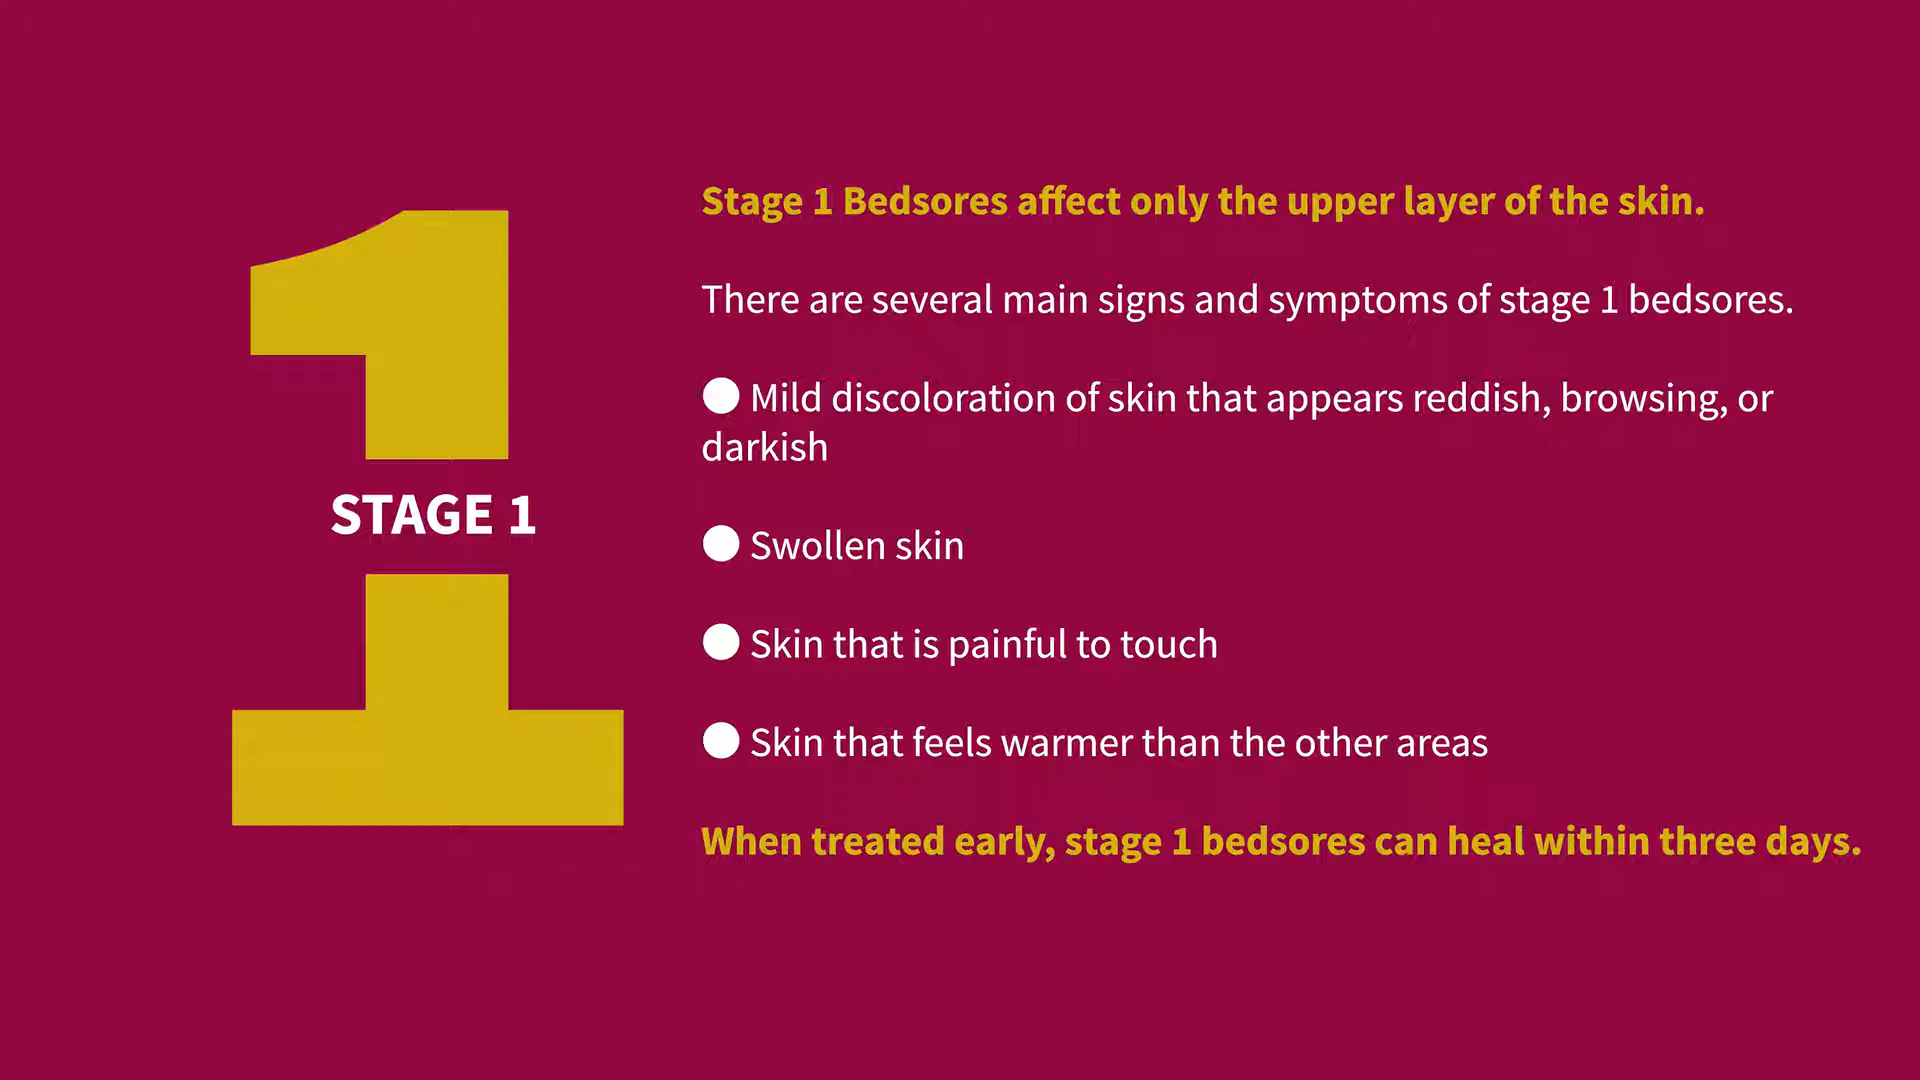 STAGE 1
Stage 1 Bedsores affect only the upper layer of the skin.
There are several main signs and symptoms of stage 1 bedsores.
● Mild discoloration of skin that appears reddish, browsing, or
darkish
● Swollen skin
● Skin that is painful to touch
● Skin that feels warmer than the other areas
When treated early, stage 1 bedsores can heal within three days.